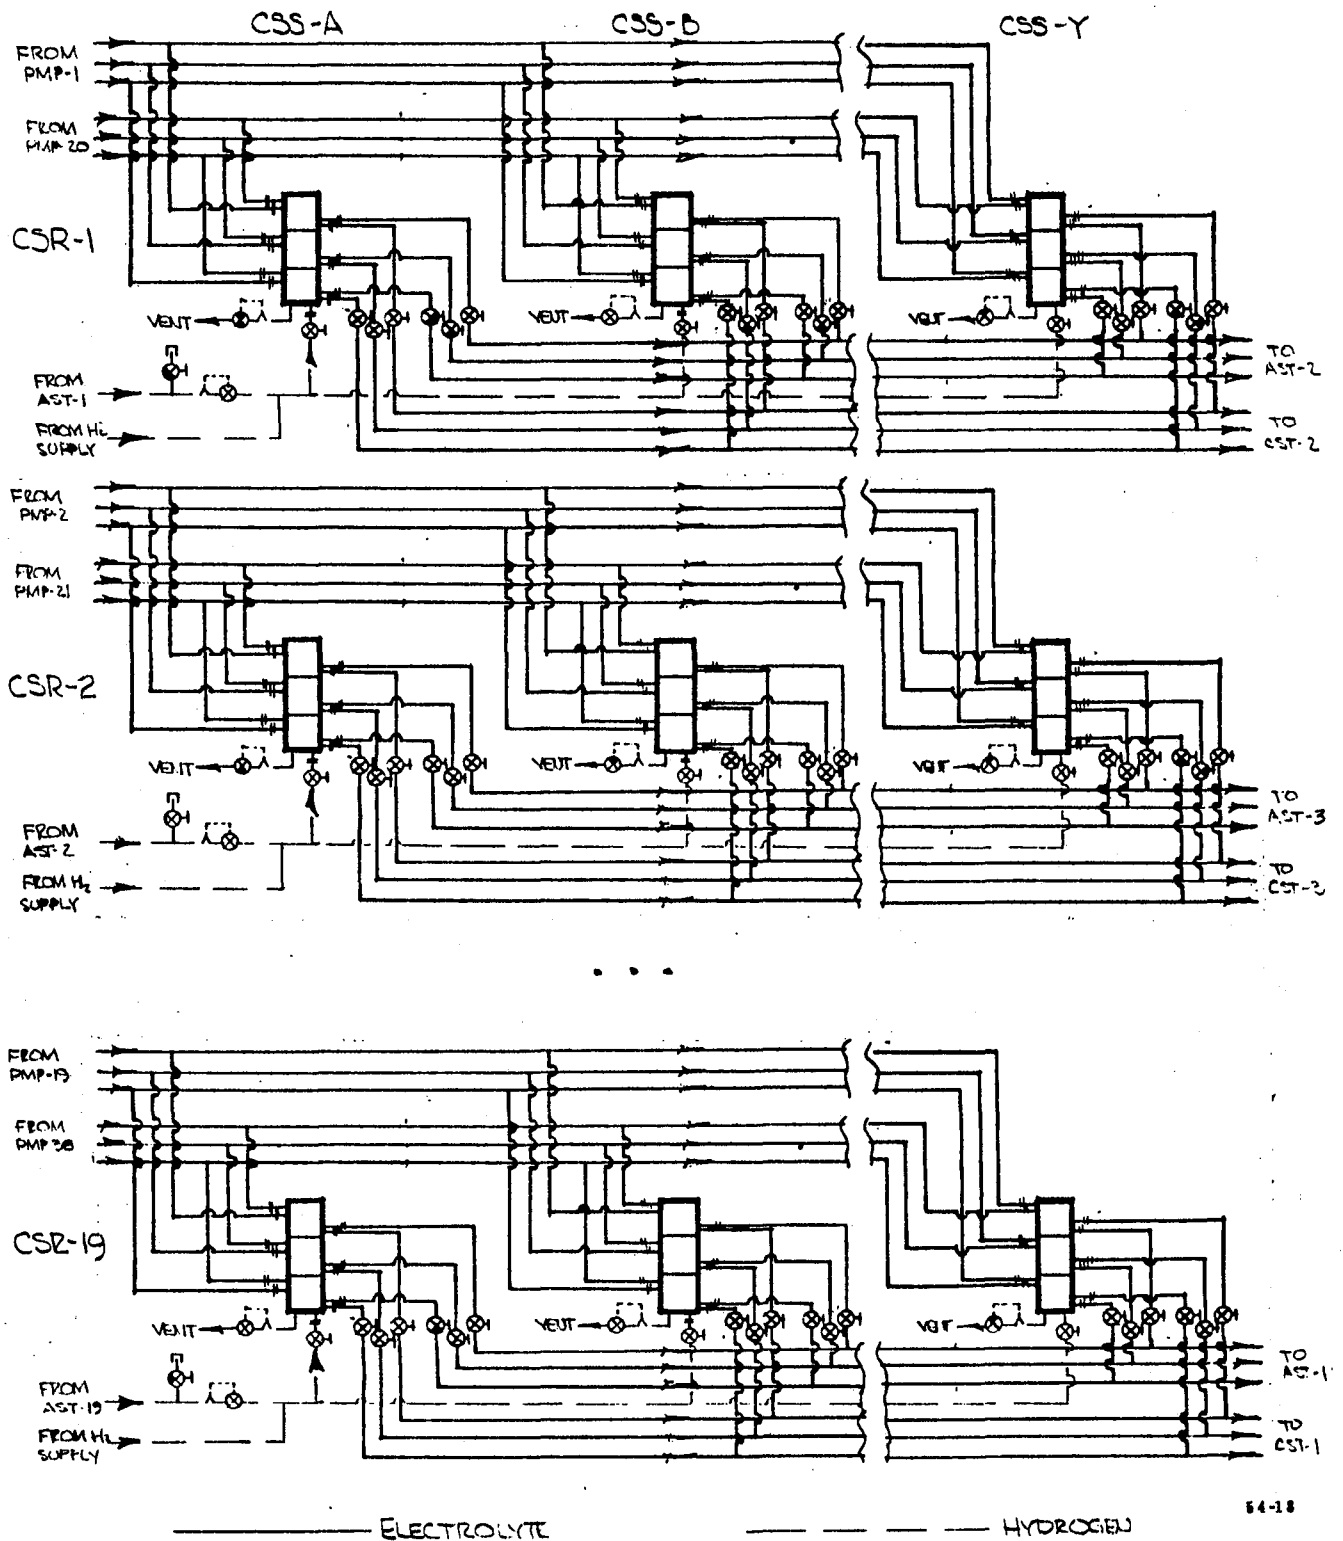 CSS-A
CSS-B
CSS-Y
FROM
PMP-1
FROM
PMP-20
CSR-1
VENT
VENT
VENT
FROM
AST-1
FROM H2
SUPPLY
TO
AST-2
TO
CST-2
FROM
PMP-2
FROM
PMP-21
CSR-2
VENT
VENT
VENT
FROM
AST-2
FROM H2
SUPPLY
TO
AST-3
TO
CST-2
...
FROM
PMP-19
FROM
PMP 38
CSR-19
VENT
VENT
VENT
FROM
AST-19
FROM H2
SUPPLY
TO
AST-1
TO
CST-1
54-18
ELECTROLYTE
HYDROGEN